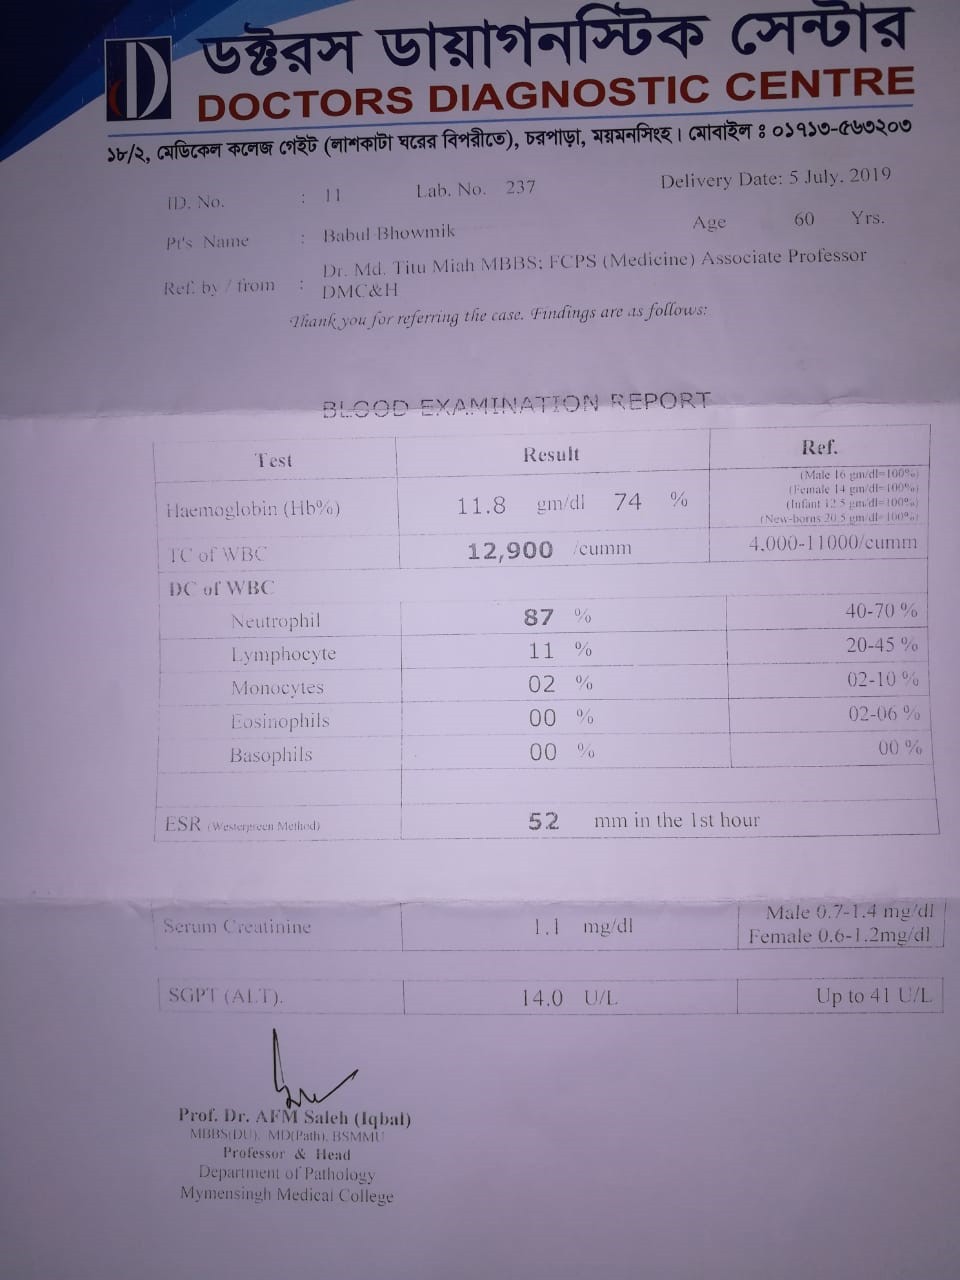 ডক্টরস ডায়াগনস্টিক সেন্টার
DOCTORS DIAGNOSTIC CENTRE
১৮/২, মেডিকেল কলেজ গেইট (লাশকাটা ঘরের বিপরীতে), চরপাড়া, ময়মনসিংহ। মোবাইল ঃ ০১৭১৩-৫৬৩২০৩
ID. No. : 11 Lab. No. 237 Delivery Date: 5 July. 2019
Pt's Name : Babul Bhowmik Age 60 Yrs.
Ref. by / from : Dr. Md. Titu Miah MBBS; FCPS (Medicine) Associate Professor
DMC&H
Thank you for referring the case. Findings are as follows:
BLOOD EXAMINATION REPORT
Test Result Ref.
Haemoglobin (Hb%) 11.8 gm/dl 74 % (Male 16 gm/dl=100%)
(Female 14 gm/dl=100%)
(Infant 12.5 gm/dl=100%)
(New-borns 20.5 gm/dl=100%)
TC of WBC 12,900 /cumm 4,000-11000/cumm
DC of WBC
Neutrophil 87 % 40-70 %
Lymphocyte 11 % 20-45 %
Monocytes 02 % 02-10 %
Eosinophils 00 % 02-06 %
Basophils 00 % 00 %
ESR (Westergreen Method) 52 mm in the 1st hour
Serum Creatinine 1.1 mg/dl Male 0.7-1.4 mg/dl
Female 0.6-1.2mg/dl
SGPT (ALT). 14.0 U/L Up to 41 U/L
Prof. Dr. AFM Saleh (Iqbal)
MBBS(DU), MD(Path), BSMMU
Professor & Head
Department of Pathology
Mymensingh Medical College